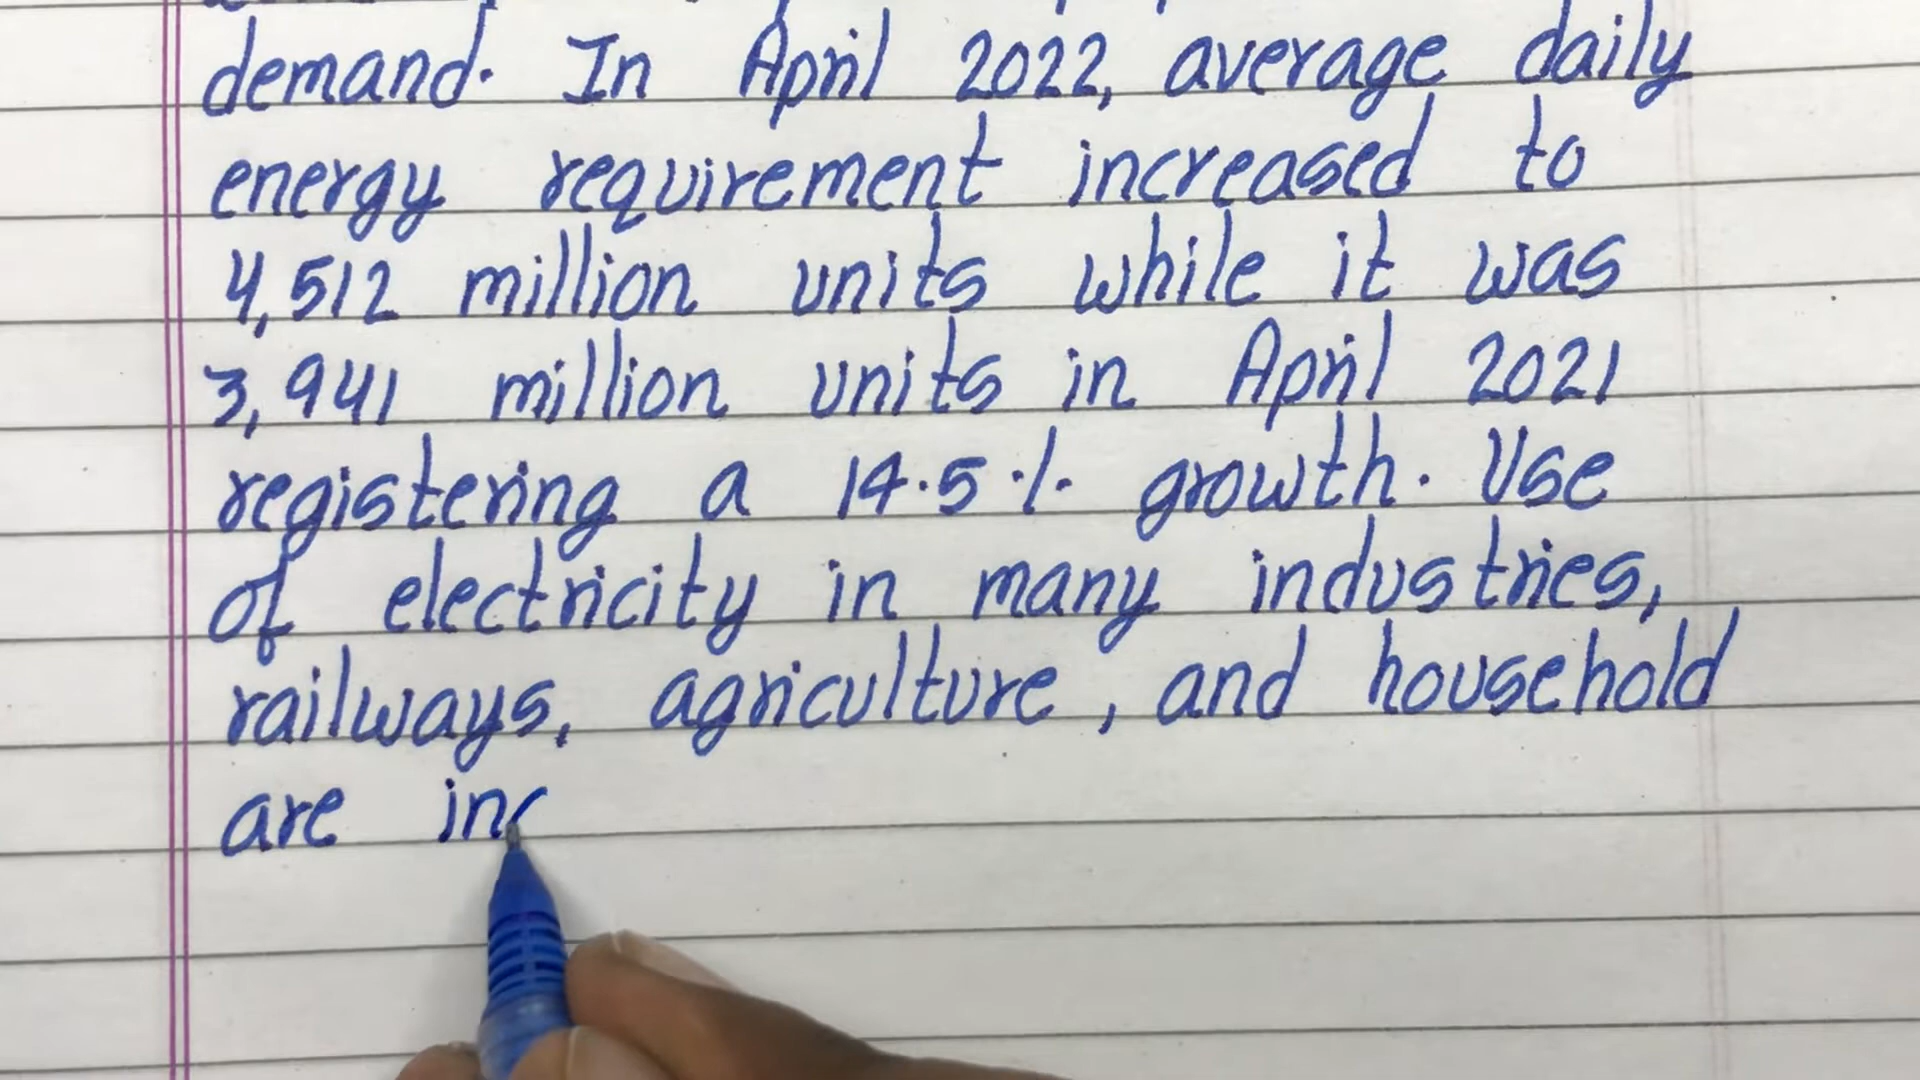 demand. In April 2022, average daily
energy requirement increased to
4,512 million units while it was
3,941 million units in April 2021
registering a 14.5% growth. Use
of electricity in many industries,
railways, agriculture, and household
are inc